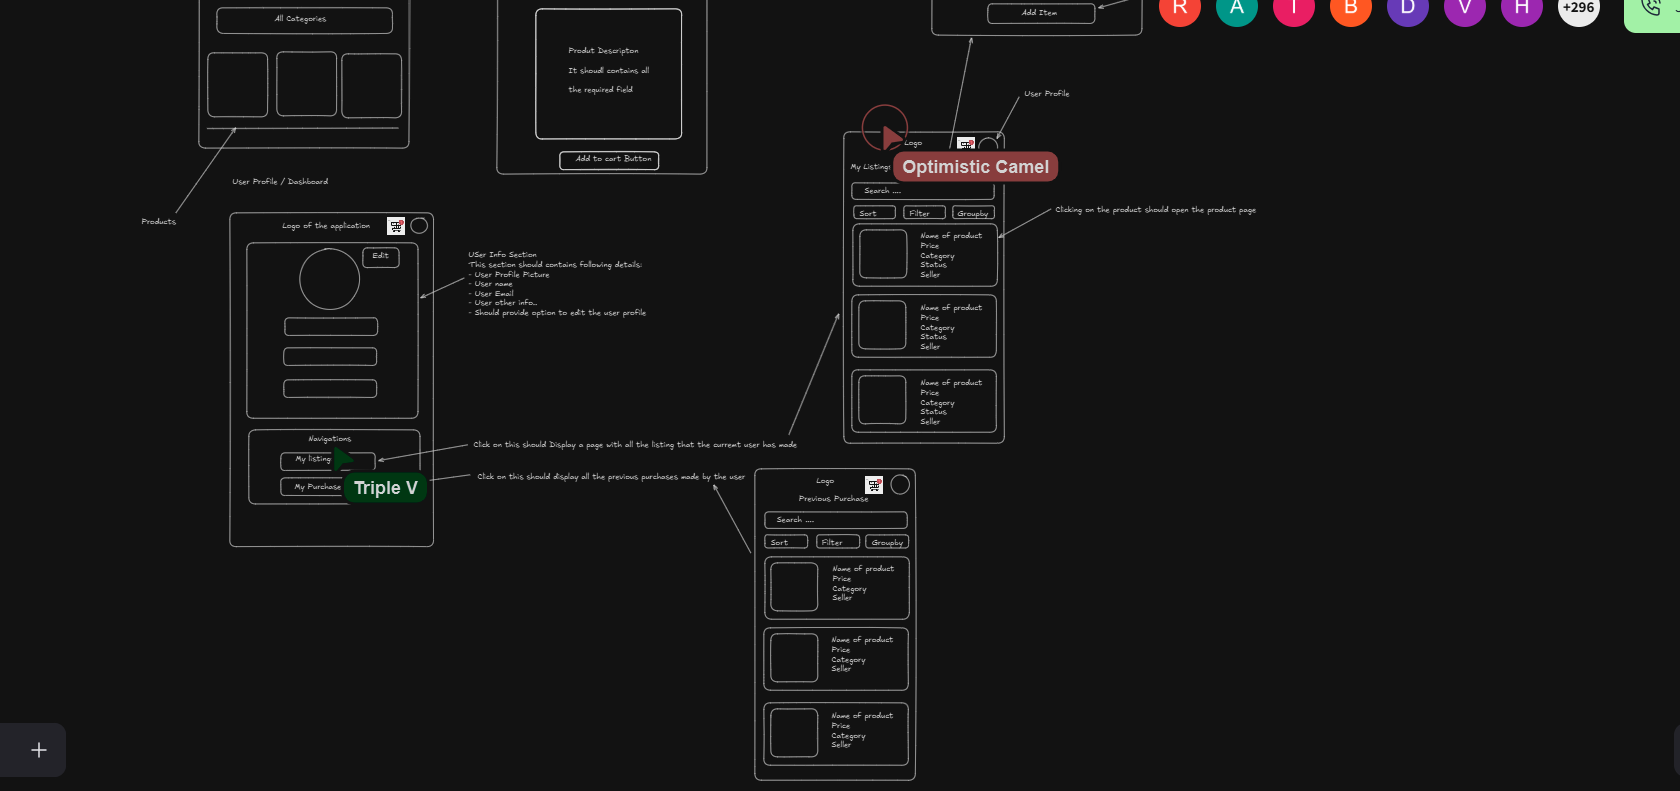 All Categories
Produt Descripton
It shoudl contains all
the required field
Add to cart Button
Add Item
R
A
T
B
D
V
H
+296
User Profile
Logo
My Listing
Optimistic Camel
Search ....
Sort
Filter
Groupby
Clicking on the product should open the product page
Name of product
Price
Category
Status
Seller
Name of product
Price
Category
Status
Seller
Name of product
Price
Category
Status
Seller
Products
User Profile / Dashboard
Logo of the application
Edit
USer Info Section
This section should contains following details:
- User Profile Picture
- User name
- User Email
- User other info...
- Should provide option to edit the user profile
Navigations
My listing
My Purchase
Triple V
Click on this should Display a page with all the listing that the current user has made
Click on this should display all the previous purchases made by the user
Logo
Previous Purchase
Search ....
Sort
Filter
Groupby
Name of product
Price
Category
Seller
Name of product
Price
Category
Seller
Name of product
Price
Category
Seller